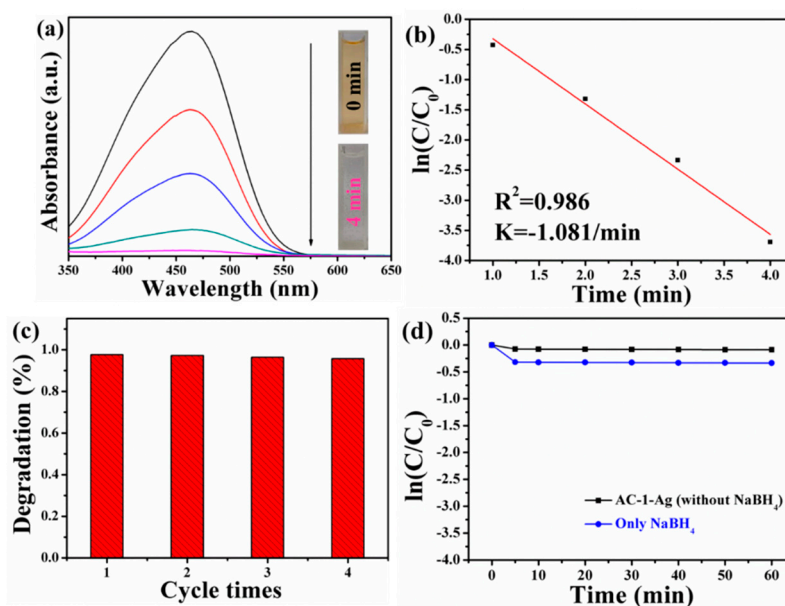 (a)
Absorbance (a.u.)
0 min
4 min
350 400 450 500 550 600 650
Wavelength (nm)
(b)
ln(C/C0)
0.0
-0.5
-1.0
-1.5
-2.0
-2.5
-3.0
-3.5
-4.0
R2=0.986
K=-1.081/min
1.0 1.5 2.0 2.5 3.0 3.5 4.0
Time (min)
(c)
Degradation (%)
1.0
0.8
0.6
0.4
0.2
0.0
1 2 3 4
Cycle times
(d)
ln(C/C0)
0.5
0.0
-0.5
-1.0
-1.5
-2.0
-2.5
-3.0
-3.5
-4.0
AC-1-Ag (without NaBH4)
Only NaBH4
0 10 20 30 40 50 60
Time (min)